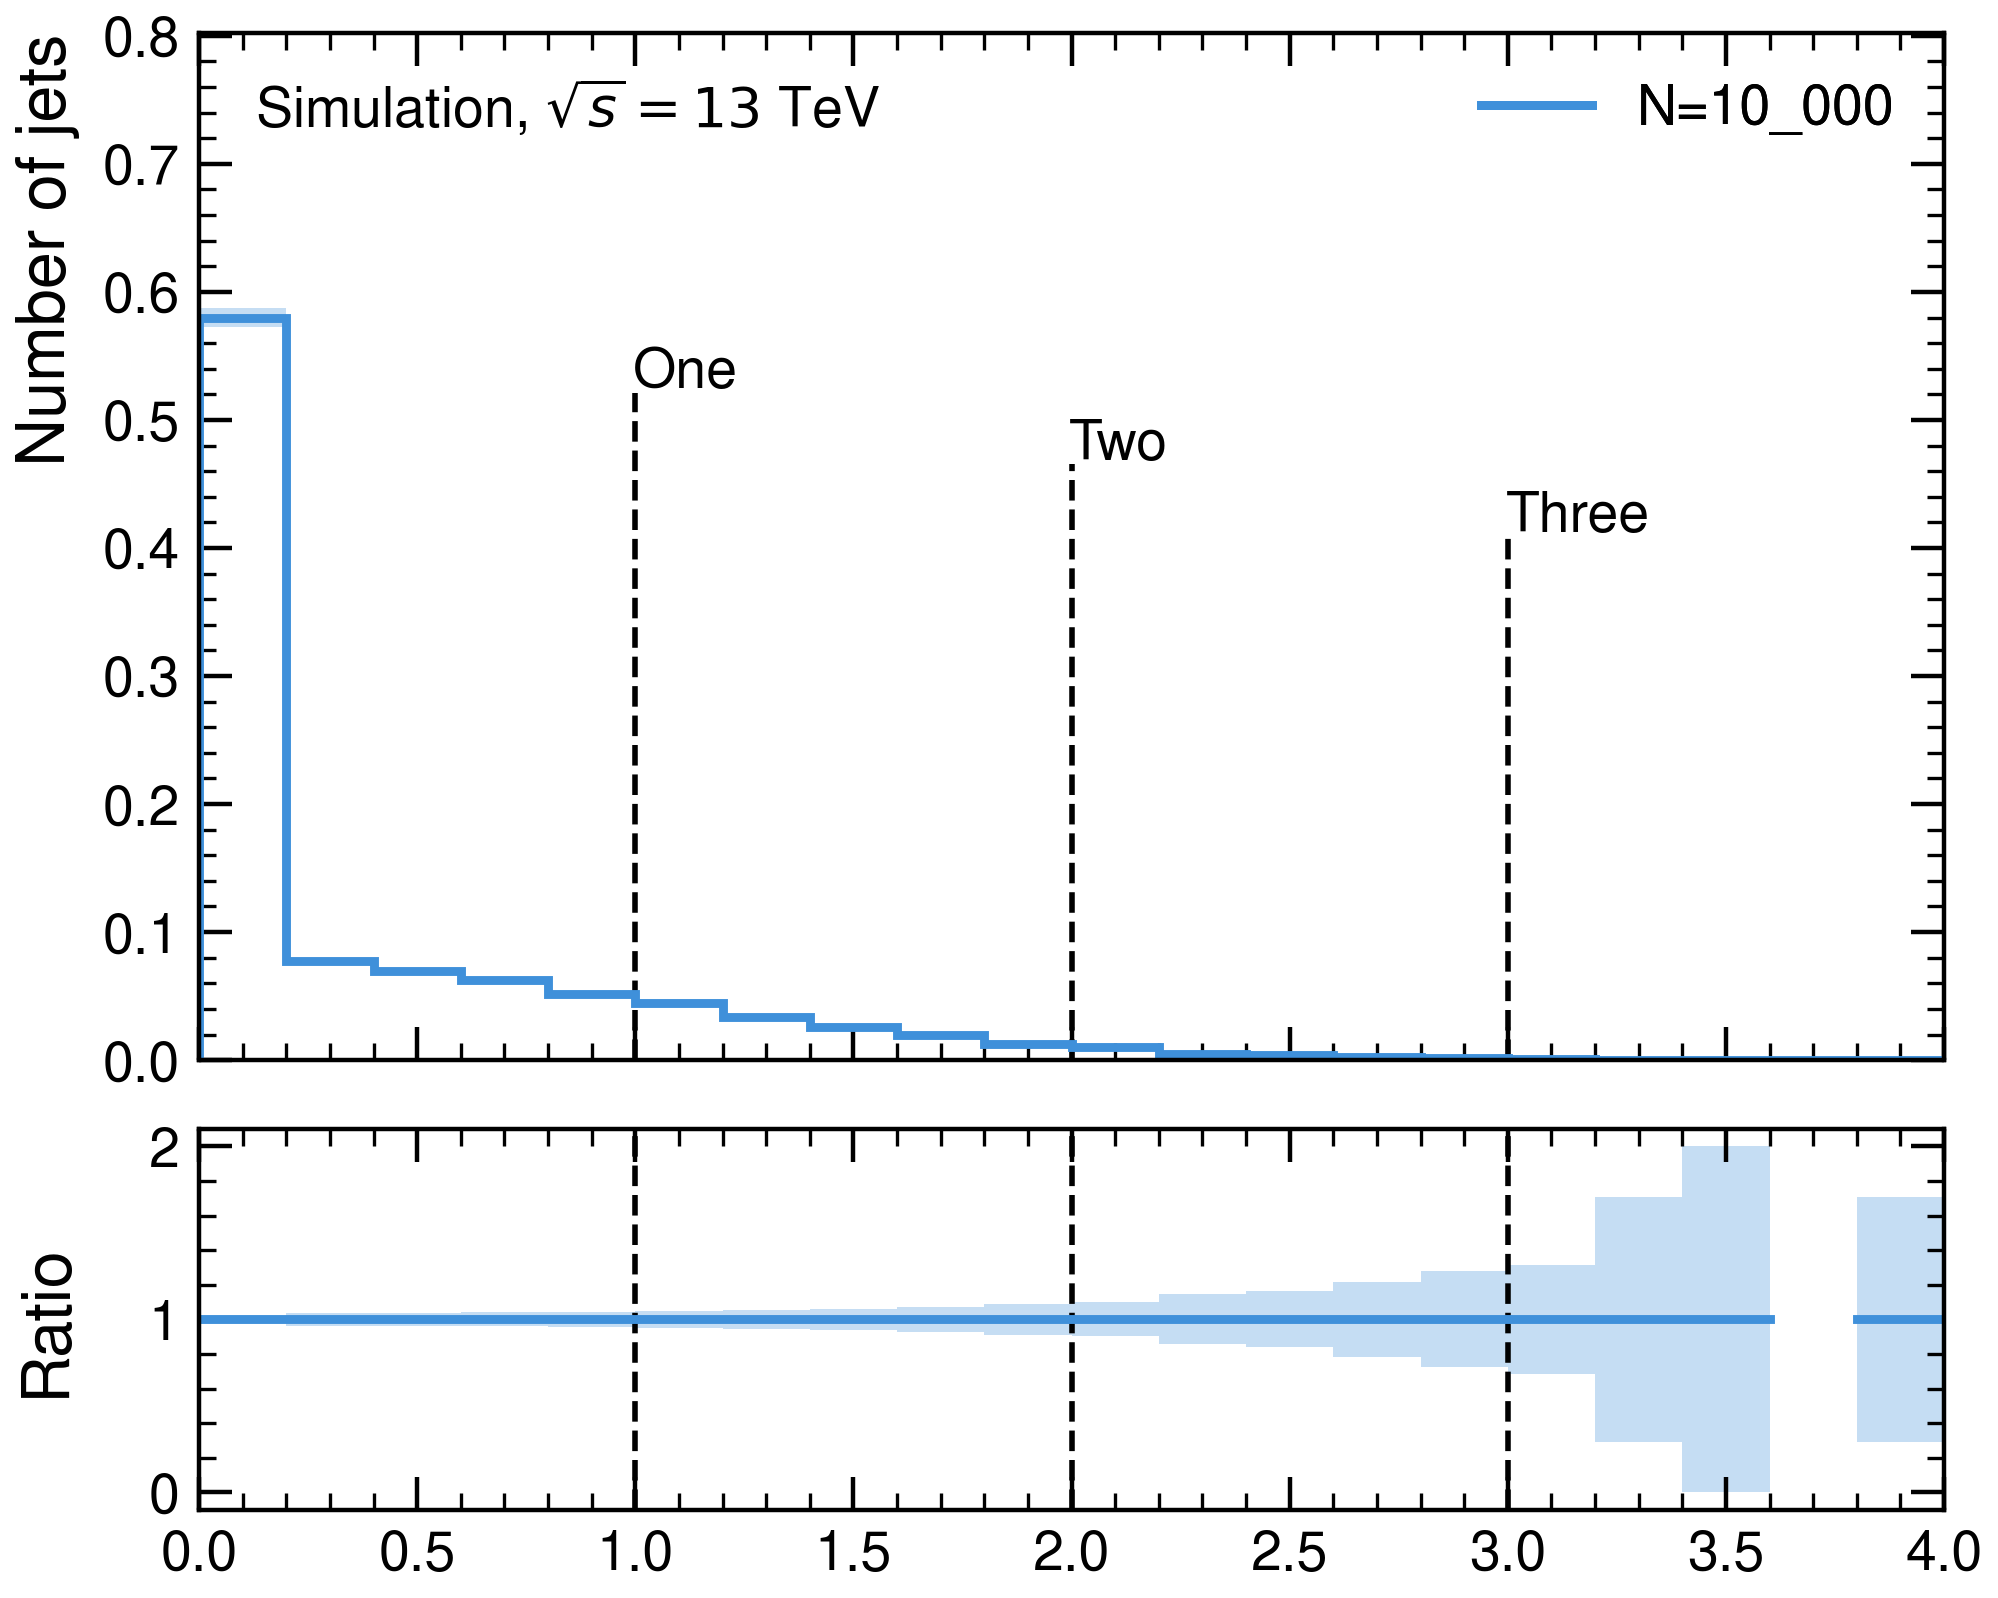 0.8
0.7
0.6
0.5
0.4
0.3
0.2
0.1
0.0
Number of jets
Simulation, √s = 13 TeV
N=10_000
One
Two
Three
2
1
0
Ratio
0.0 0.5 1.0 1.5 2.0 2.5 3.0 3.5 4.0